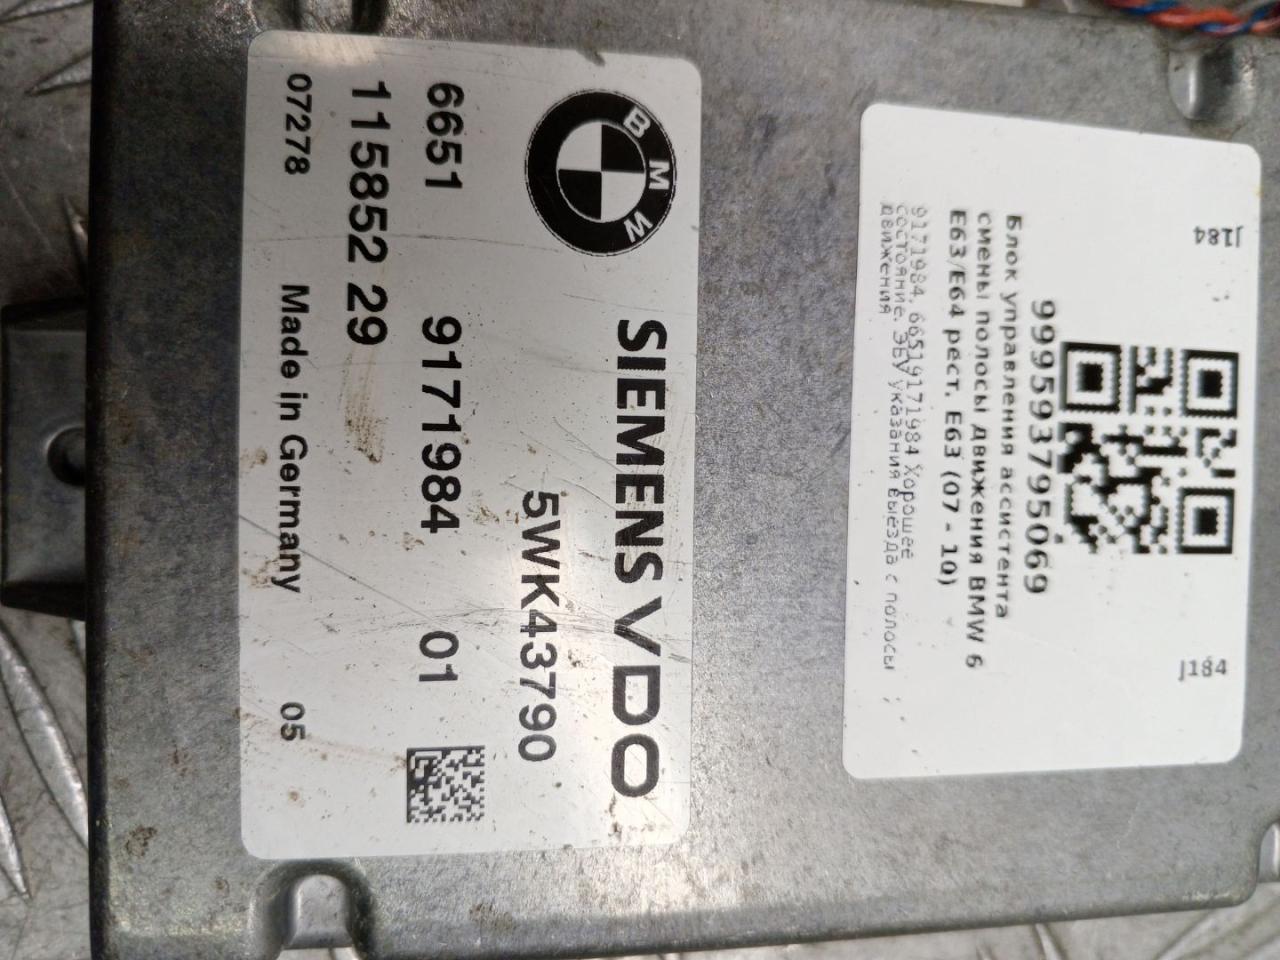 J184
J184
9995937950​69
Блок управления ассистента
смены полосы движения BMW 6
E63/E64 рест. E63 (07 - 10)
9171984, 66519171984 Хорошее
состояние. ЭБУ указания выезда с полосы
движения
BMW
SIEMENS VDO
5WK43790
6651 9171984 01
115852 29
07278 Made in Germany 05